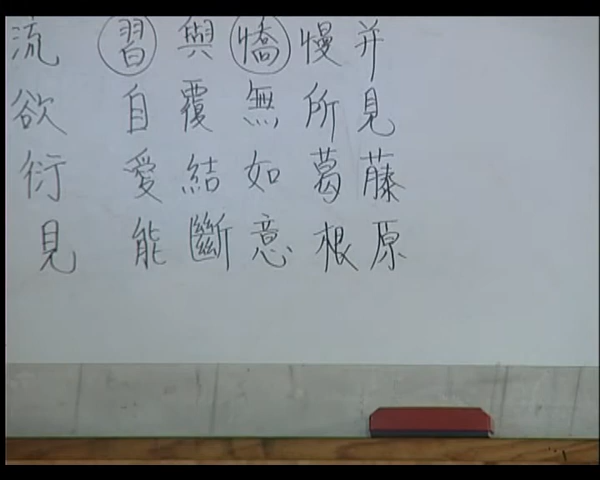 流 習與憍慢并
欲 自覆無所見
衍 愛結如葛藤
見 能斷意根原